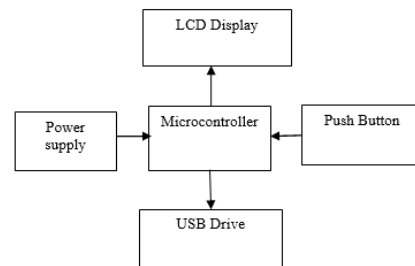 LCD Display
Power
supply
Microcontroller
Push Button
USB Drive